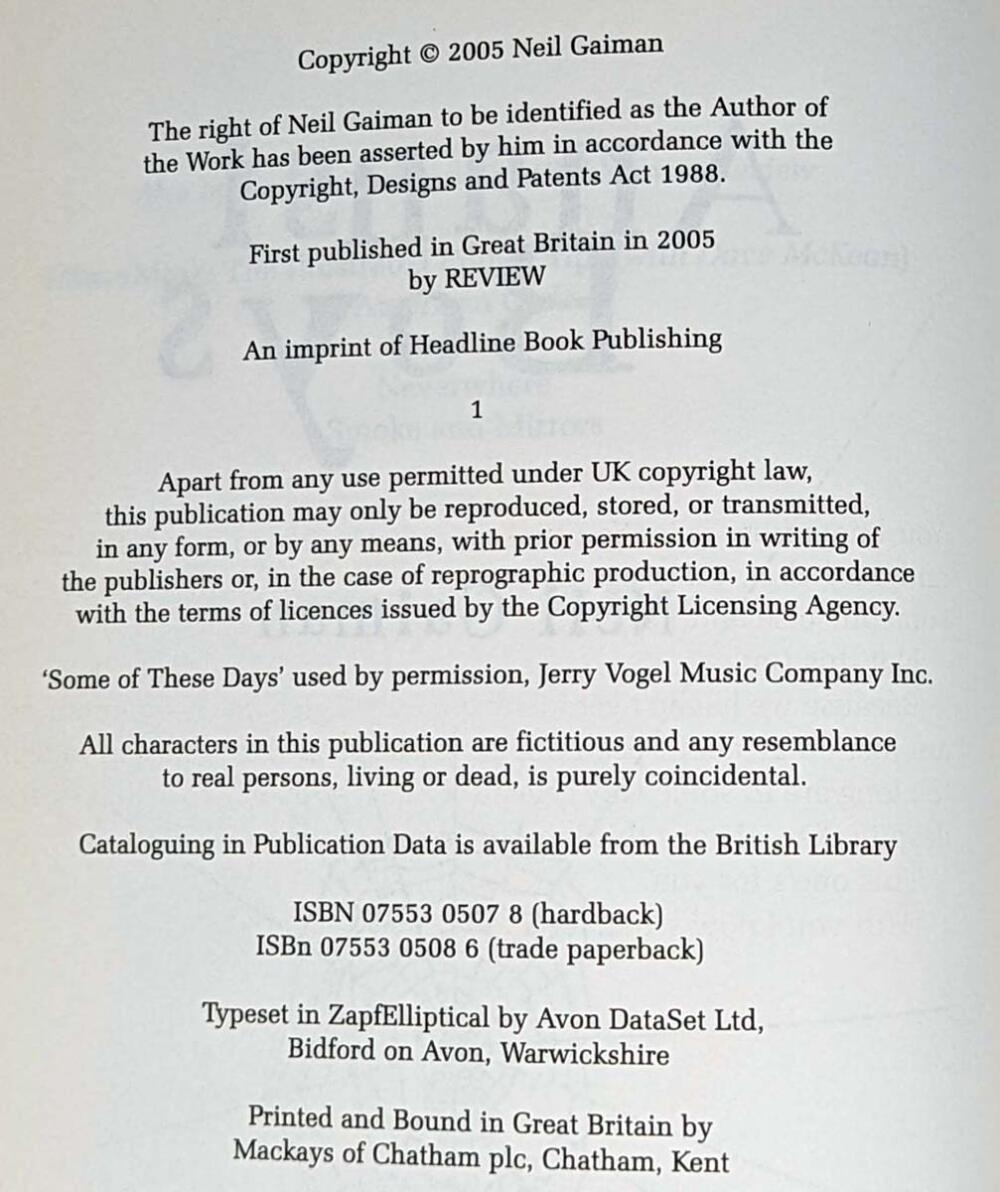 Copyright © 2005 Neil Gaiman
The right of Neil Gaiman to be identified as the Author of
the Work has been asserted by him in accordance with the
Copyright, Designs and Patents Act 1988.
First published in Great Britain in 2005
by REVIEW
An imprint of Headline Book Publishing
1
Apart from any use permitted under UK copyright law,
this publication may only be reproduced, stored, or transmitted,
in any form, or by any means, with prior permission in writing of
the publishers or, in the case of reprographic production, in accordance
with the terms of licences issued by the Copyright Licensing Agency.
‘Some of These Days’ used by permission, Jerry Vogel Music Company Inc.
All characters in this publication are fictitious and any resemblance
to real persons, living or dead, is purely coincidental.
Cataloguing in Publication Data is available from the British Library
ISBN 07553 0507 8 (hardback)
ISBn 07553 0508 6 (trade paperback)
Typeset in ZapfElliptical by Avon DataSet Ltd,
Bidford on Avon, Warwickshire
Printed and Bound in Great Britain by
Mackays of Chatham plc, Chatham, Kent